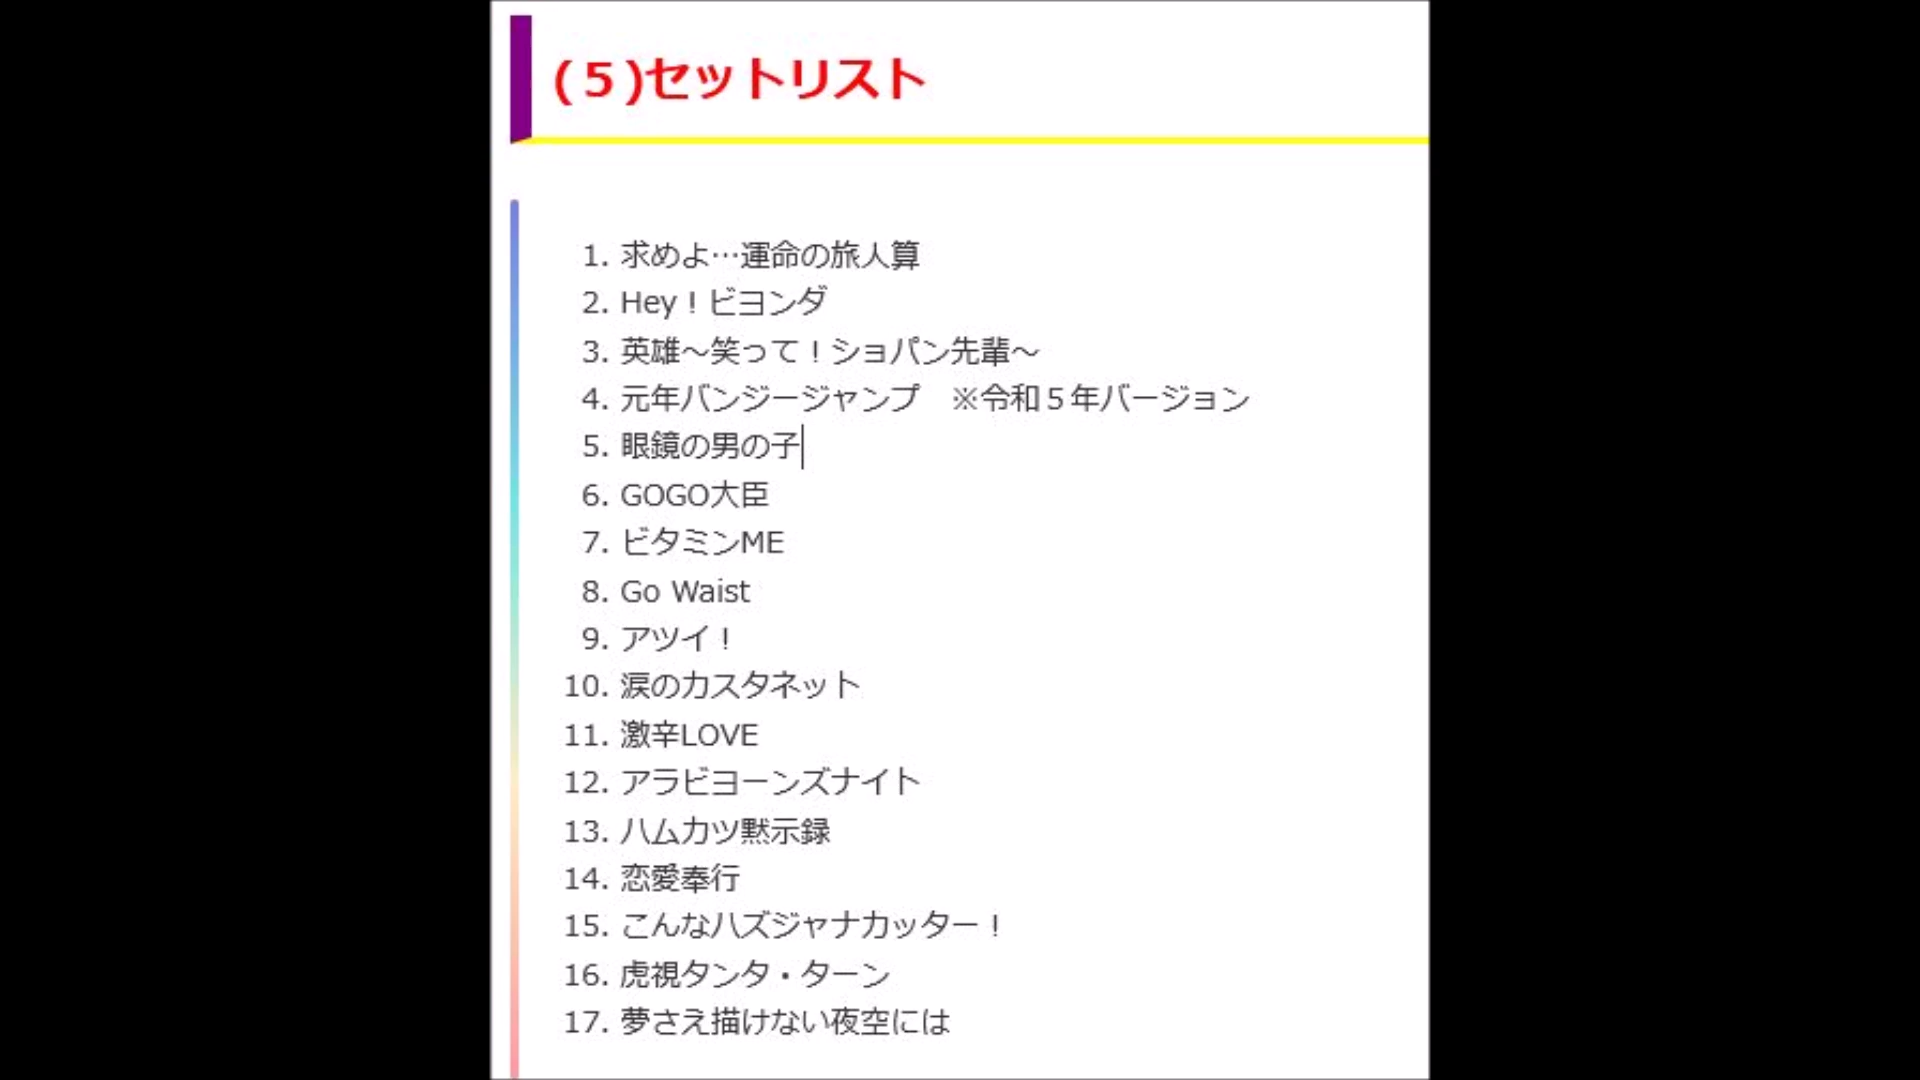 (５)セットリスト
1. 求めよ…運命の旅人算
2. Hey！ビヨンダ
3. 英雄～笑って！ショパン先輩～
4. 元年バンジージャンプ　※令和５年バージョン
5. 眼鏡の男の子
6. GOGO大臣
7. ビタミンME
8. Go Waist
9. アツイ！
10. 涙のカスタネット
11. 激辛LOVE
12. アラビヨーンズナイト
13. ハムカツ黙示録
14. 恋愛奉行
15. こんなハズジャナカッター！
16. 虎視タンタ・ターン
17. 夢さえ描けない夜空には